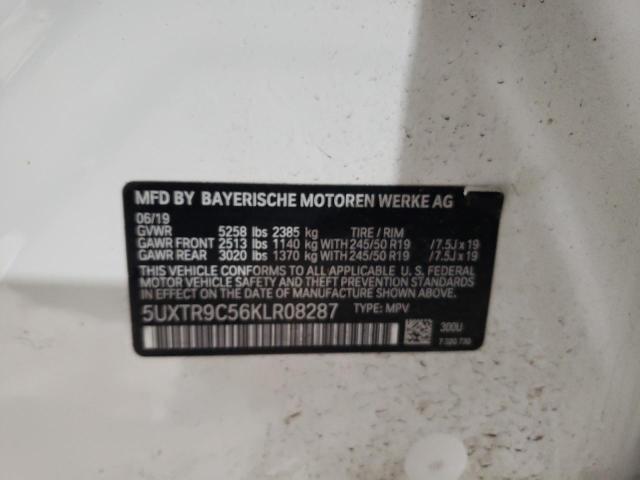 MFD BY BAYERISCHE MOTOREN WERKE AG
06/19
GVWR 5258 lbs 2385 kg TIRE / RIM
GAWR FRONT 2513 lbs 1140 kg WITH 245/50 R19 /7.5J x 19
GAWR REAR 3020 lbs 1370 kg WITH 245/50 R19 /7.5J x 19
THIS VEHICLE CONFORMS TO ALL APPLICABLE U. S. FEDERAL
MOTOR VEHICLE SAFETY AND THEFT PREVENTION STANDARDS
IN EFFECT ON THE DATE OF MANUFACTURE SHOWN ABOVE.
5UXTR9C56KLR08287 TYPE: MPV
300U
7 320 730